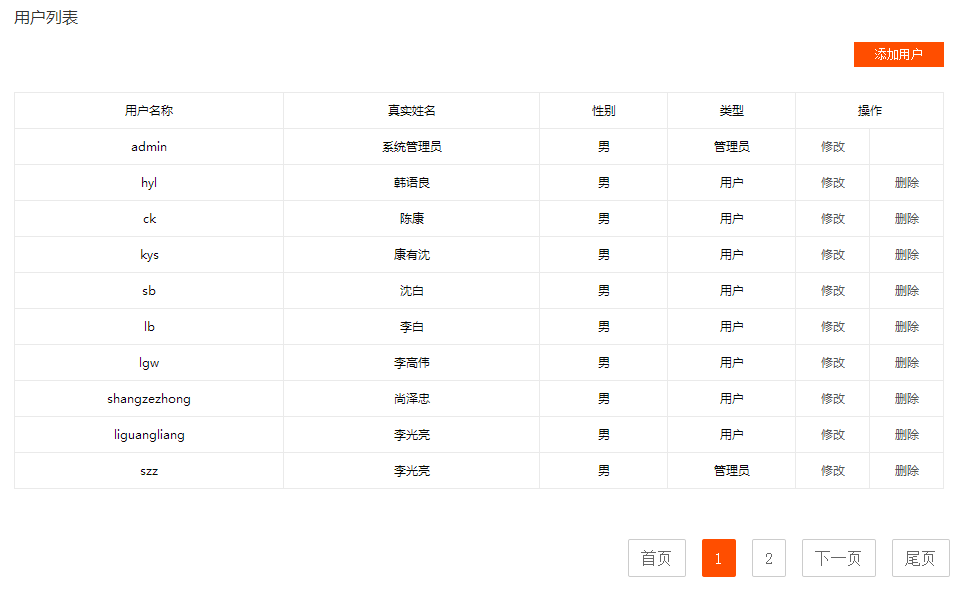 用户列表
添加用户
用户名称 真实姓名 性别 类型 操作
admin 系统管理员 男 管理员 修改
hyl 韩语良 男 用户 修改 删除
ck 陈康 男 用户 修改 删除
kys 康有沈 男 用户 修改 删除
sb 沈白 男 用户 修改 删除
lb 李白 男 用户 修改 删除
lgw 李高伟 男 用户 修改 删除
shangzezhong 尚泽忠 男 用户 修改 删除
liguangliang 李光亮 男 用户 修改 删除
szz 李光亮 男 管理员 修改 删除
首页 1 2 下一页 尾页